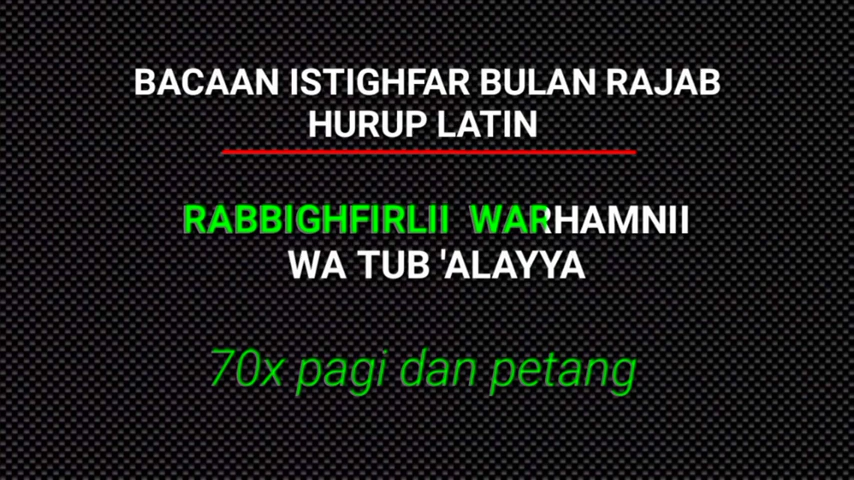 BACAAN ISTIGHFAR BULAN RAJAB
HURUP LATIN
RABBIGHFIRLII WARHAMNII
WA TUB 'ALAYYA
70x pagi dan petang